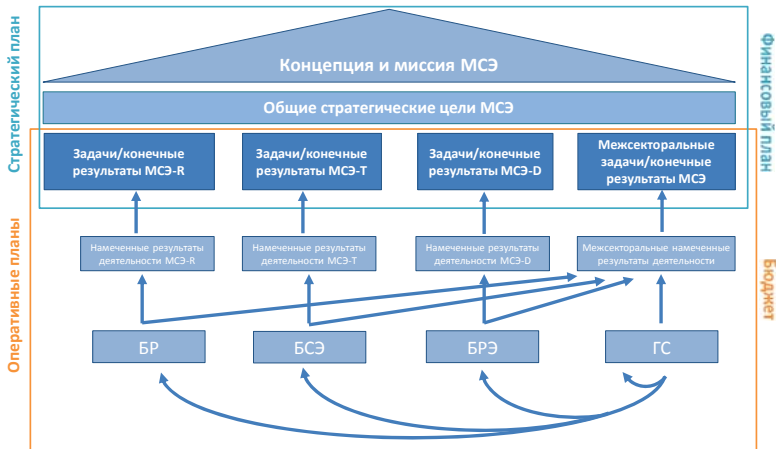 Концепция и миссия МСЭ
Общие стратегические цели МСЭ
Стратегический план
Финансовый план
Задачи/конечные
результаты МСЭ-R
Задачи/конечные
результаты МСЭ-Т
Задачи/конечные
результаты МСЭ-D
Межсекторальные
задачи/конечные
результаты МСЭ
Оперативные планы
Бюджет
Намеченные результаты
деятельности МСЭ-R
Намеченные результаты
деятельности МСЭ-Т
Намеченные результаты
деятельности МСЭ-D
Межсекторальные намеченные
результаты деятельности
БР
БСЭ
БРЭ
ГС